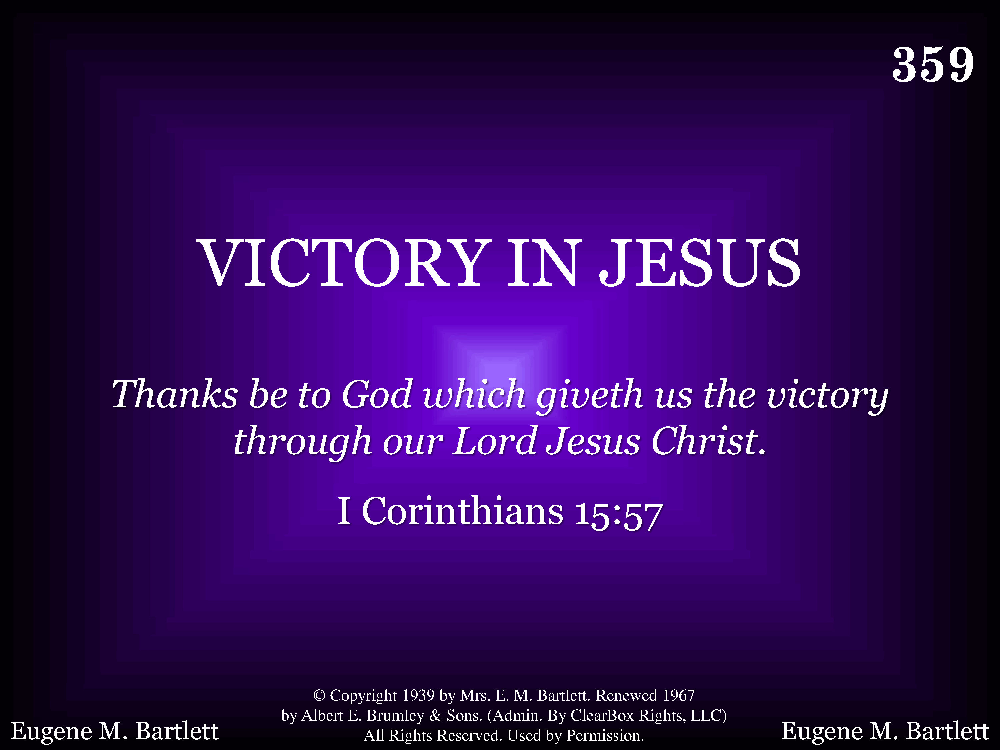 359
VICTORY IN JESUS
Thanks be to God which giveth us the victory
through our Lord Jesus Christ.
I Corinthians 15:57
© Copyright 1939 by Mrs. E. M. Bartlett. Renewed 1967
by Albert E. Brumley & Sons. (Admin. By ClearBox Rights, LLC)
All Rights Reserved. Used by Permission.
Eugene M. Bartlett
Eugene M. Bartlett